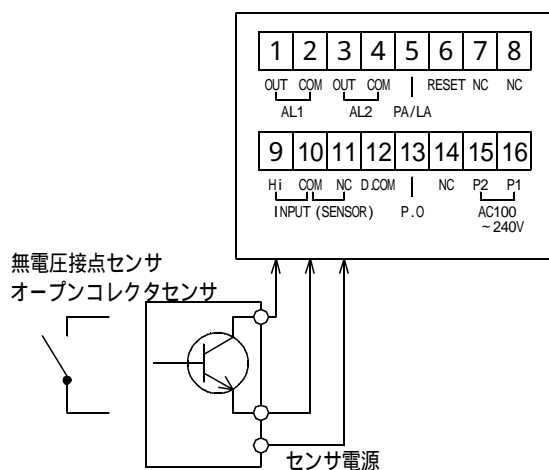 1 2 3 4 5 6 7 8
OUT COM OUT COM RESET NC NC
AL1 AL2 PA/LA
9 10 11 12 13 14 15 16
Hi COM NC D.COM NC P2 P1
INPUT (SENSOR) P.O AC100
~240V
無電圧接点センサ
オープンコレクタセンサ
センサ電源